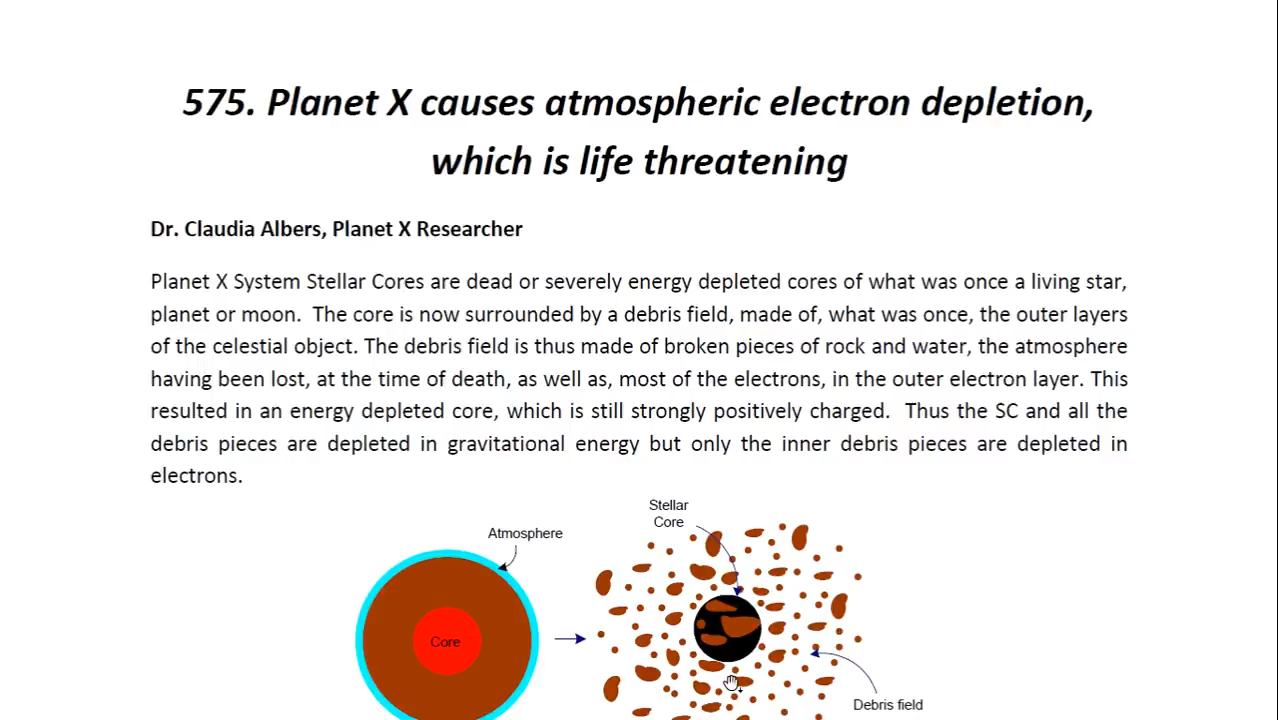 575. Planet X causes atmospheric electron depletion,
which is life threatening
Dr. Claudia Albers, Planet X Researcher
Planet X System Stellar Cores are dead or severely energy depleted cores of what was once a living star,
planet or moon.  The core is now surrounded by a debris field, made of, what was once, the outer layers
of the celestial object. The debris field is thus made of broken pieces of rock and water, the atmosphere
having been lost, at the time of death, as well as, most of the electrons, in the outer electron layer. This
resulted in an energy depleted core, which is still strongly positively charged.  Thus the SC and all the
debris pieces are depleted in gravitational energy but only the inner debris pieces are depleted in
electrons.
Stellar
Core
Atmosphere
Core
Debris field